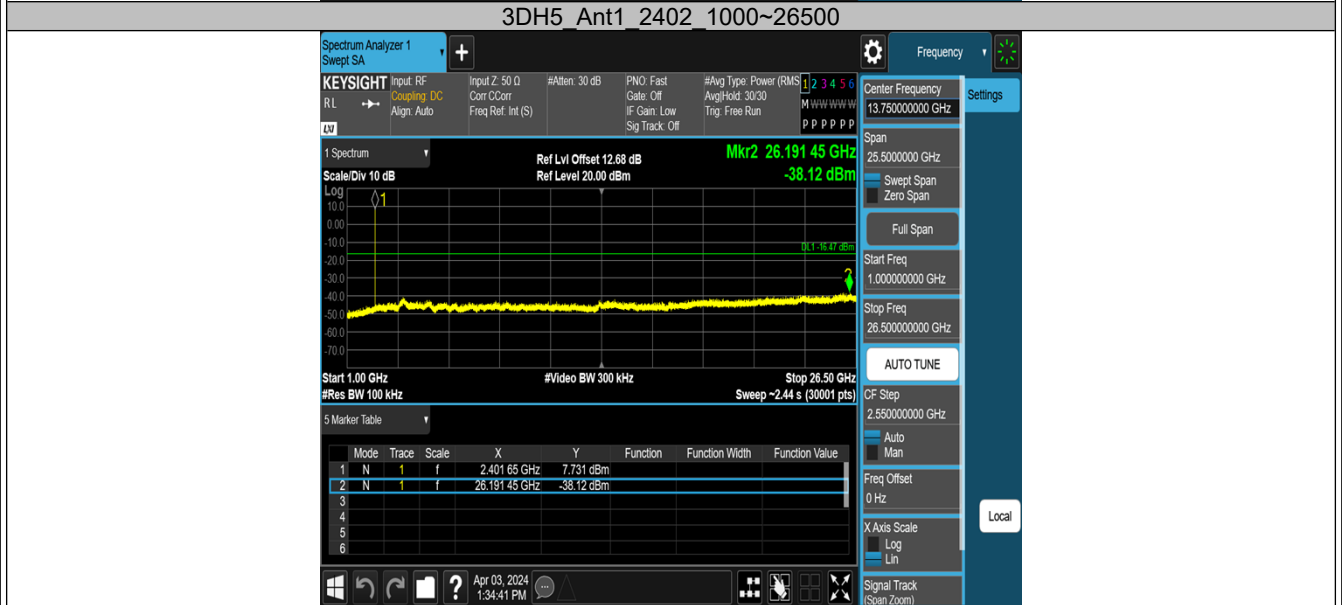 3DH5_Ant1_2402_1000~26500
Spectrum Analyzer 1
Swept SA
+
Frequency
KEYSIGHT
RL
LXI
Input: RF
Coupling: DC
Align: Auto
Input Z: 50 Ω
Corr CCorr
Freq Ref: Int (S)
#Atten: 30 dB
PNO: Fast
Gate: Off
IF Gain: Low
Sig Track: Off
#Avg Type: Power (RMS
Avg|Hold: 30/30
Trig: Free Run
1 2 3 4 5 6
M W W W W W
P P P P P P
1 Spectrum
Scale/Div 10 dB
Ref Lvl Offset 12.68 dB
Ref Level 20.00 dBm
Mkr2 26.191 45 GHz
-38.12 dBm
Log
10.0
0.00
-10.0
-20.0
-30.0
-40.0
-50.0
-60.0
-70.0
1
DL1 -16.47 dBm
2
Start 1.00 GHz
#Res BW 100 kHz
#Video BW 300 kHz
Stop 26.50 GHz
Sweep ~2.44 s (30001 pts)
5 Marker Table
Mode Trace Scale X Y Function Function Width Function Value
1 N 1 f 2.401 65 GHz 7.731 dBm
2 N 1 f 26.191 45 GHz -38.12 dBm
3
4
5
6
?
Apr 03, 2024
1:34:41 PM
Center Frequency
13.750000000 GHz
Span
25.5000000 GHz
Swept Span
Zero Span
Full Span
Start Freq
1.000000000 GHz
Stop Freq
26.500000000 GHz
AUTO TUNE
CF Step
2.550000000 GHz
Auto
Man
Freq Offset
0 Hz
X Axis Scale
Log
Lin
Signal Track
(Span Zoom)
Settings
Local